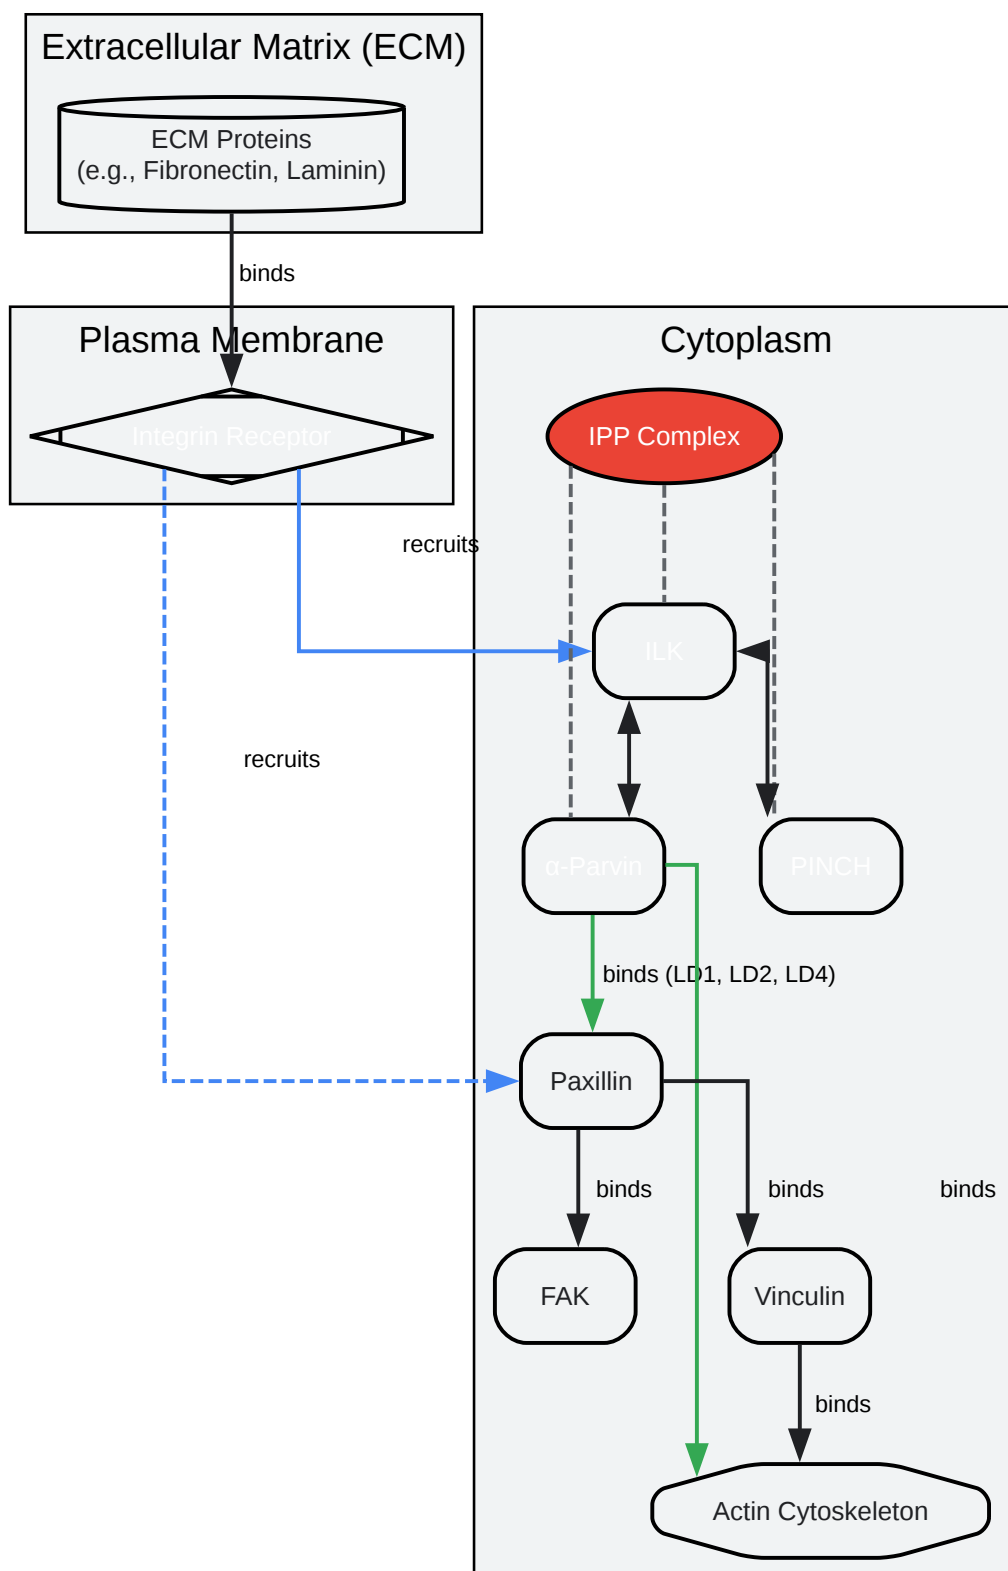 Extracellular Matrix (ECM)
ECM Proteins
(e.g., Fibronectin, Laminin)
binds
Plasma Membrane
Cytoplasm
Integrin Receptor
IPP Complex
recruits
ILK
recruits
α-Parvin
PINCH
binds (LD1, LD2, LD4)
Paxillin
binds
binds
binds
FAK
Vinculin
binds
Actin Cytoskeleton